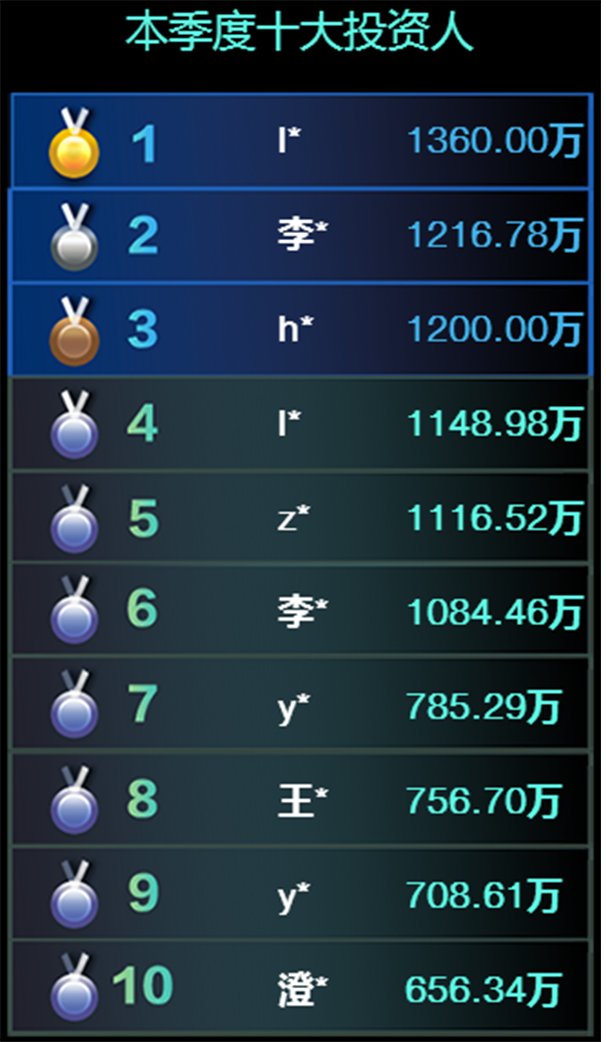 本季度十大投资人
1 l* 1360.00万
2 李* 1216.78万
3 h* 1200.00万
4 l* 1148.98万
5 z* 1116.52万
6 李* 1084.46万
7 y* 785.29万
8 王* 756.70万
9 y* 708.61万
10 澄* 656.34万